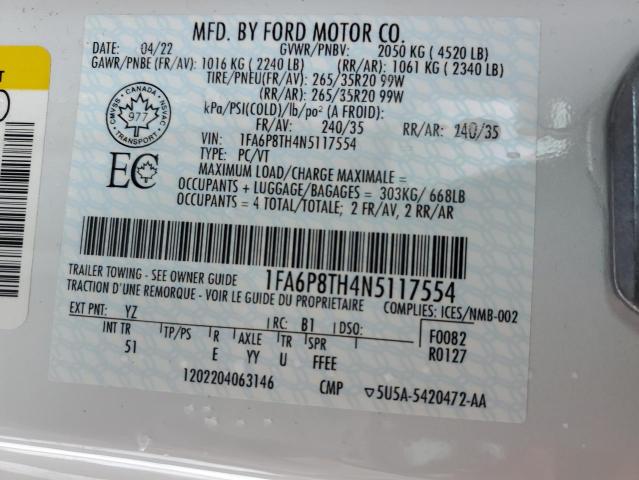 MFD. BY FORD MOTOR CO.
DATE: 04/22 GVWR/PNBV: 2050 KG ( 4520 LB)
GAWR/PNBE (FR/AV): 1016 KG ( 2240 LB) (RR/AR): 1061 KG ( 2340 LB)
TIRE/PNEU(FR/AV): 265/35R20 99W
(RR/AR): 265/35R20 99W
kPa/PSI(COLD)/lb/po² (A FROID):
FR/AV: 240/35 RR/AR: 240/35
VIN: 1FA6P8TH4N5117554
TYPE: PC/VT
MAXIMUM LOAD/CHARGE MAXIMALE =
OCCUPANTS + LUGGAGE/BAGAGES = 303KG/ 668LB
OCCUPANTS = 4 TOTAL/TOTALE; 2 FR/AV, 2 RR/AR
CANADA
CMVSS NSVAC
977
TRANSPORT
EC
T
1FA6P8TH4N5117554
TRAILER TOWING - SEE OWNER GUIDE
TRACTION D'UNE REMORQUE - VOIR LE GUIDE DU PROPRIETAIRE
COMPLIES: ICES/NMB-002
EXT PNT: YZ RC: B1 DSO: F0082
INT TR TP/PS R AXLE TR SPR R0127
51 E YY U FFEE
1202204063146 CMP ▽5U5A-5420472-AA